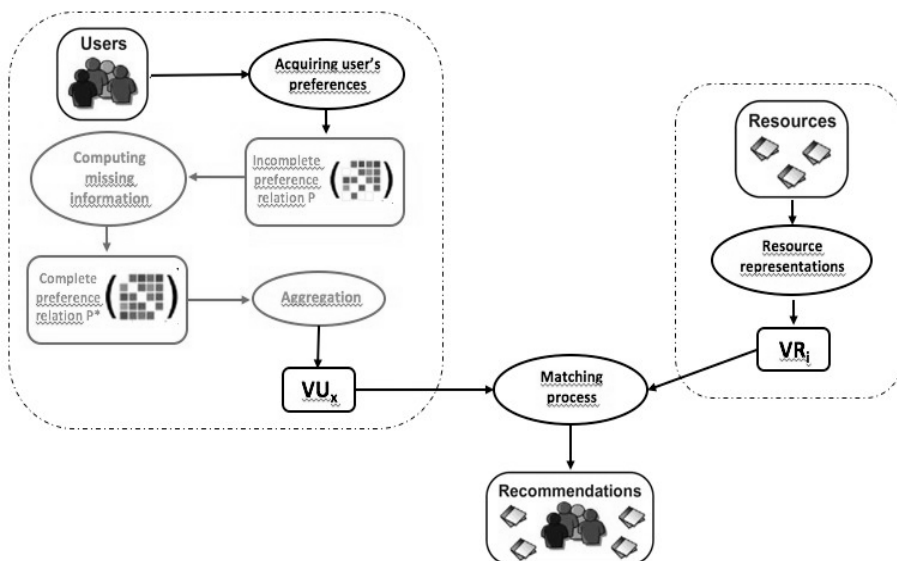 Users
Acquiring user's
preferences
Incomplete
preference
relation P
Computing
missing
information
Complete
preference
relation P*
Aggregation
VUx
Resources
Resource
representations
VRi
Matching
process
Recommendations